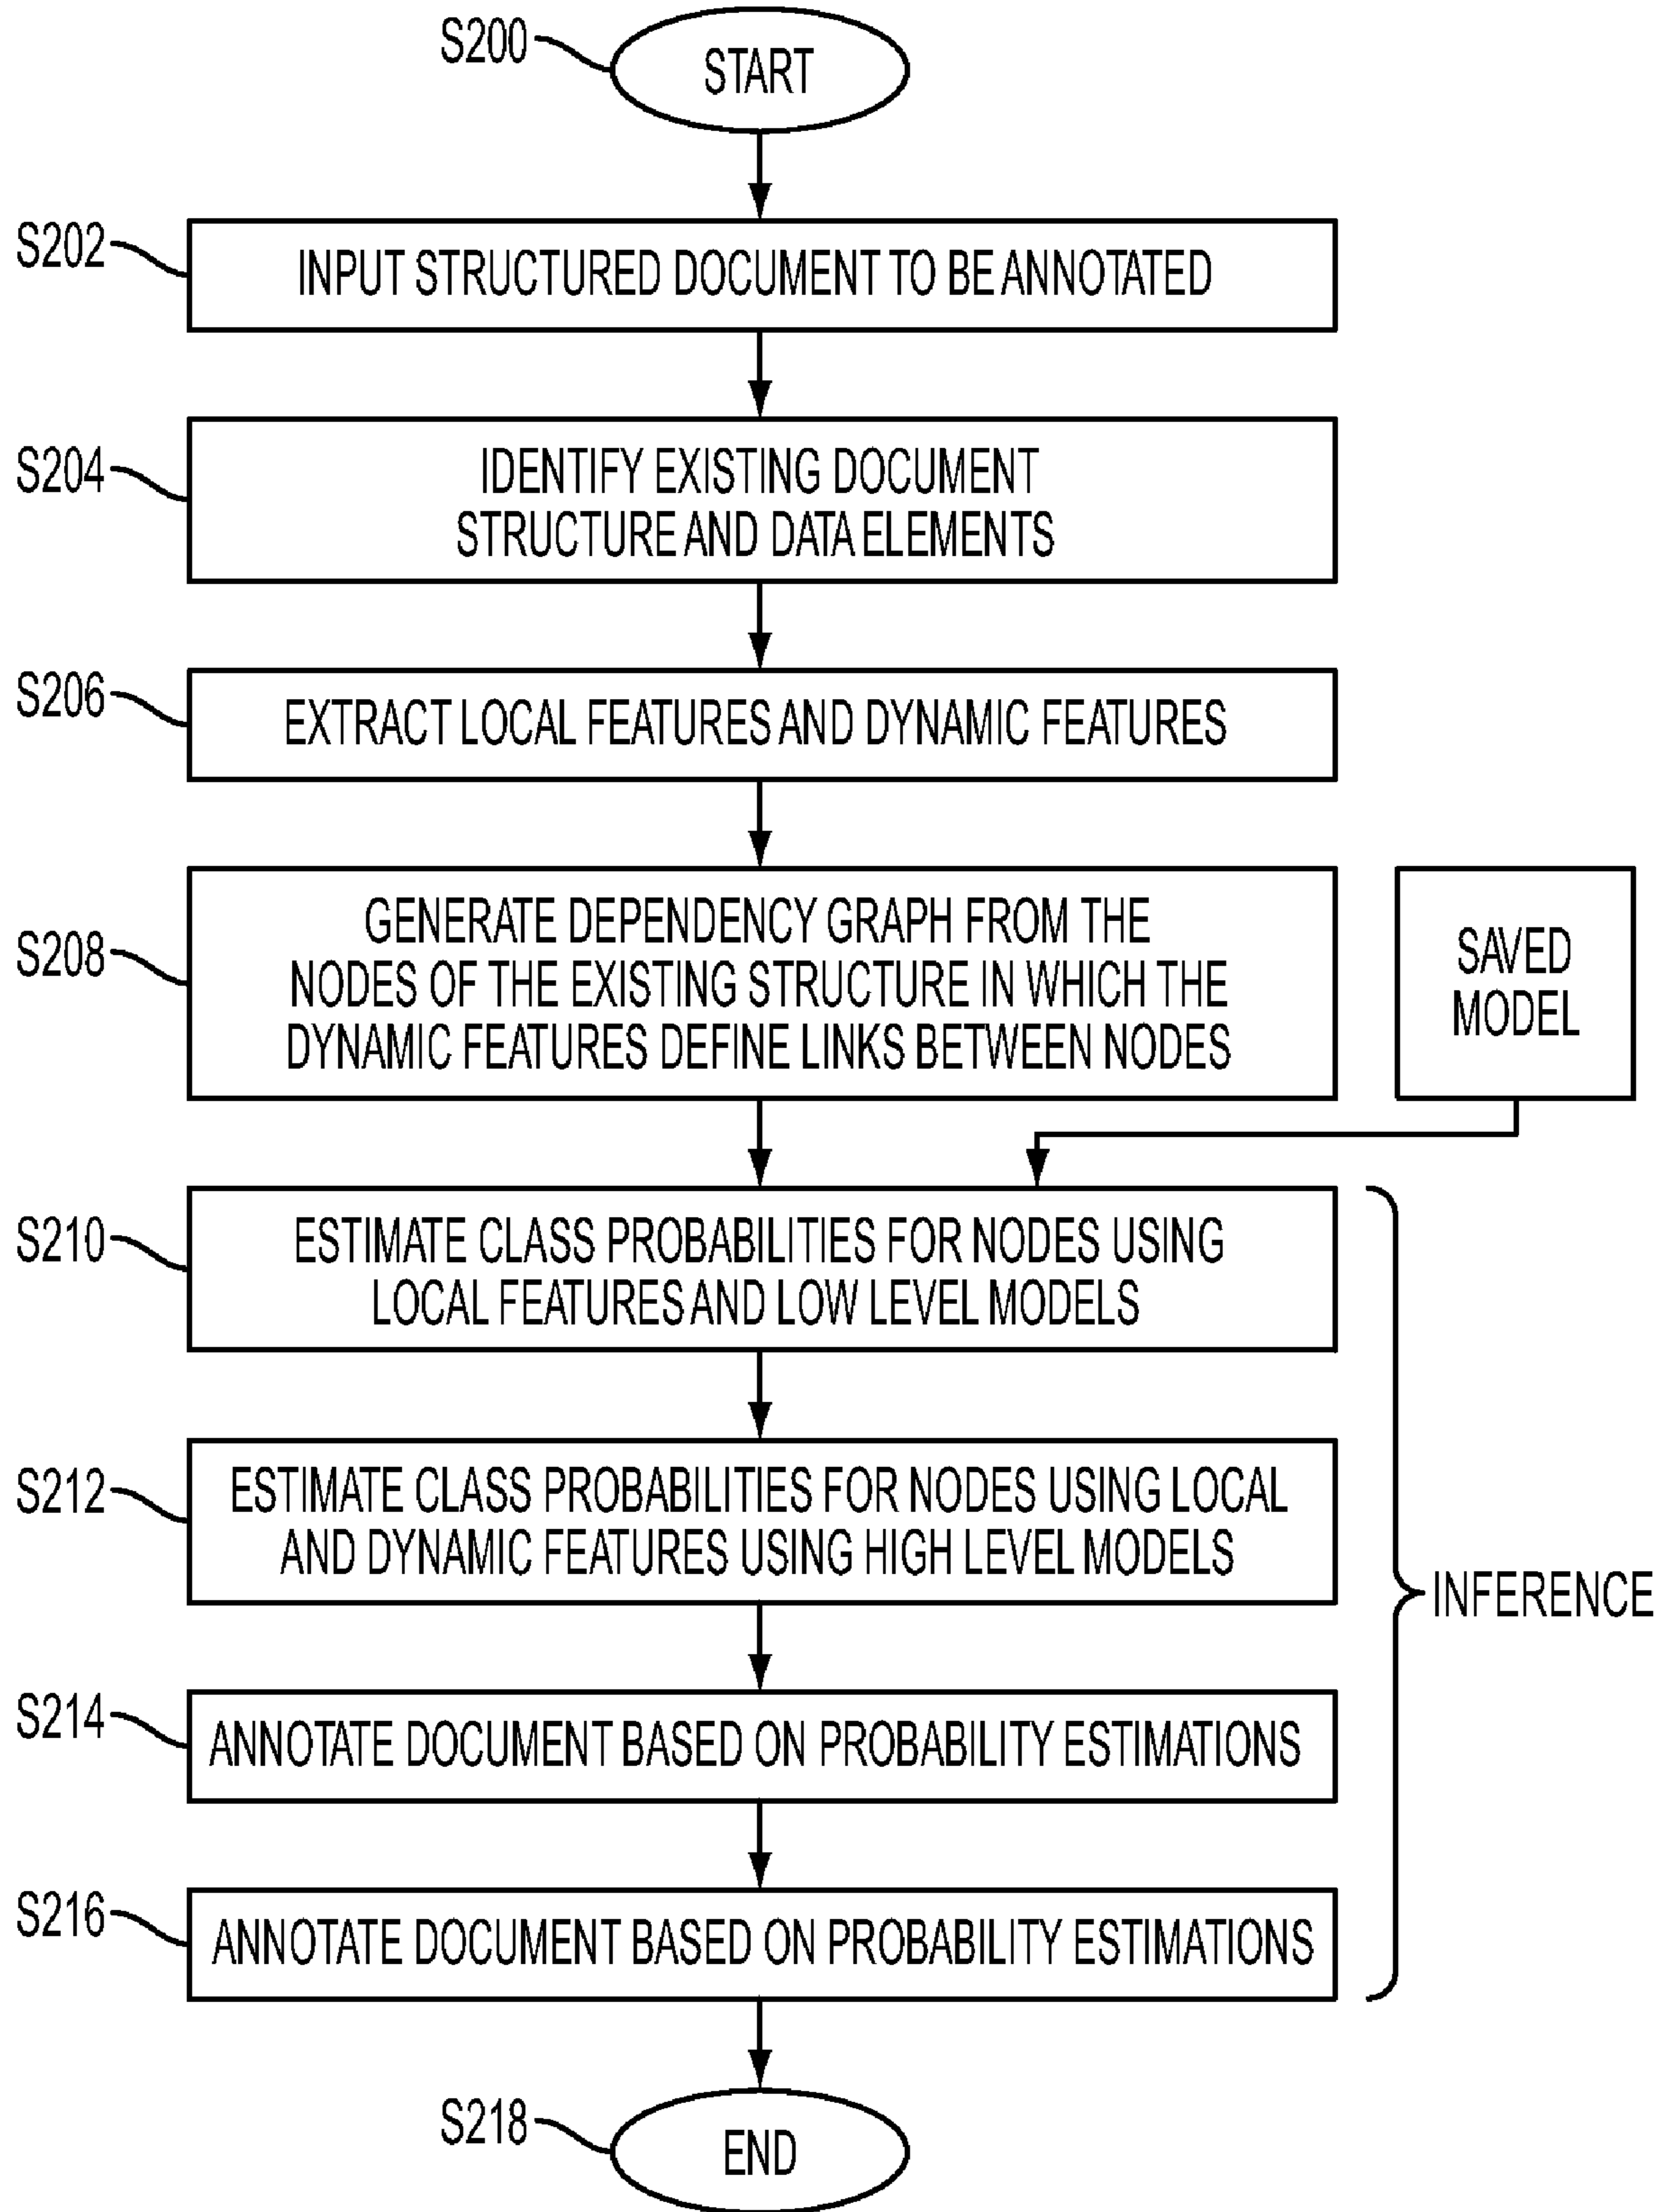 S200
START
S202
INPUT STRUCTURED DOCUMENT TO BE ANNOTATED
S204
IDENTIFY EXISTING DOCUMENT
STRUCTURE AND DATA ELEMENTS
S206
EXTRACT LOCAL FEATURES AND DYNAMIC FEATURES
S208
GENERATE DEPENDENCY GRAPH FROM THE
NODES OF THE EXISTING STRUCTURE IN WHICH THE
DYNAMIC FEATURES DEFINE LINKS BETWEEN NODES
SAVED
MODEL
S210
ESTIMATE CLASS PROBABILITIES FOR NODES USING
LOCAL FEATURES AND LOW LEVEL MODELS
S212
ESTIMATE CLASS PROBABILITIES FOR NODES USING LOCAL
AND DYNAMIC FEATURES USING HIGH LEVEL MODELS
INFERENCE
S214
ANNOTATE DOCUMENT BASED ON PROBABILITY ESTIMATIONS
S216
ANNOTATE DOCUMENT BASED ON PROBABILITY ESTIMATIONS
S218
END